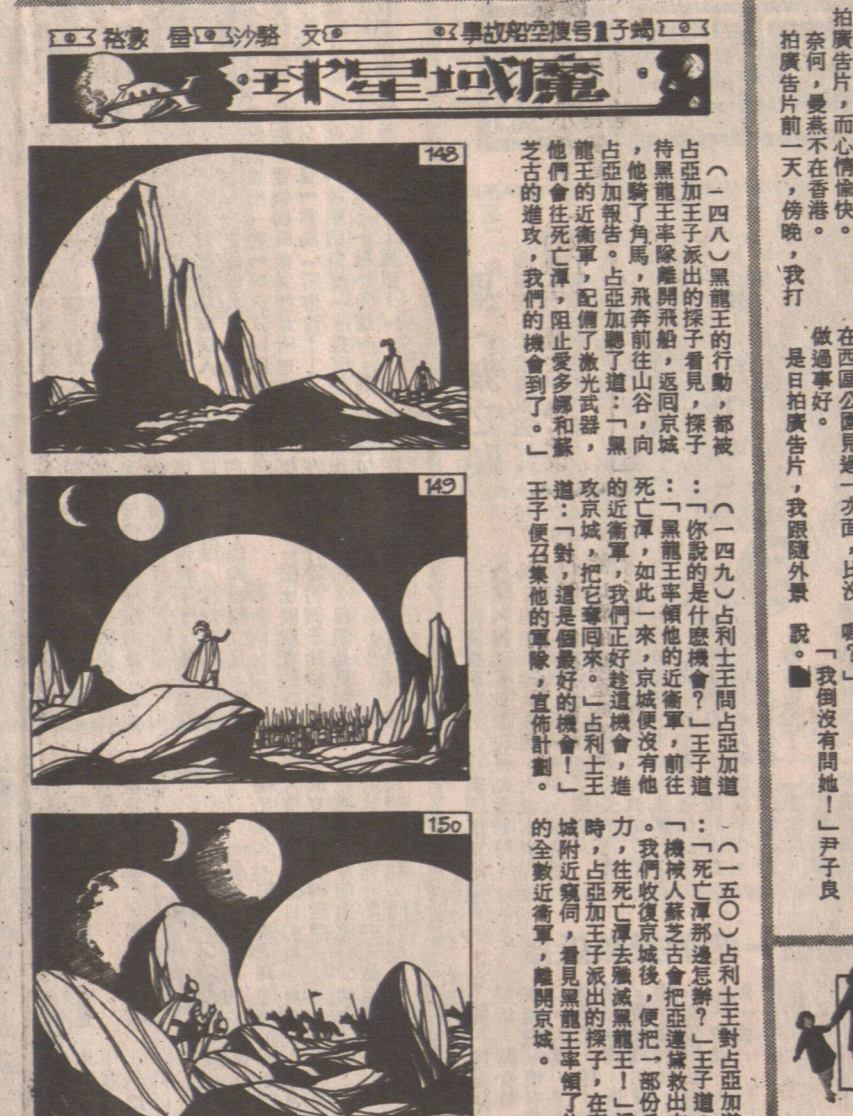 蝎子1号搜空船故事 文 駱沙
魔域星球
148
（一四八）黑龍王的行動，都被
占亞加王子派出的探子看見，探子
待黑龍王率隊離開飛船，返回京城
，他騎了角馬，飛奔前往山谷，向
占亞加報告。占亞加聽了道：「黑
龍王的近衞軍，配備了激光武器，
他們會往死亡潭，阻止愛多娜和蘇
芝古的進攻，我們的機會到了。」
149
（一四九）占利士王問占亞加道
：「你說的是什麽機會？」王子道
：「黑龍王率領他的近衞軍，前往
死亡潭，如此一來，京城便沒有他
的近衞軍，我們正好趁這機會，進
攻京城，把它奪回來。」占利士王
道：「對，這是個最好的機會！」
王子便召集他的軍隊，宣佈計劃。
150
（一五〇）占利士王對占亞加
：「死亡潭那邊怎辦？」王子道
「機械人蘇芝古會把亞蓮黛救出
。我們收復京城後，便把一部份
力，往死亡潭去殲滅黑龍王！」
時，占亞加王子派出的探子，在
城附近窺伺，看見黑龍王率領了
的全數近衞軍，離開京城。
拍廣告片，而心情愉快。
奈何，曼燕不在香港。
拍廣告片前一天，傍晚，我打
在西區公園見過一次面，比沒
做過事好。
是日拍廣告片，我跟隨外景
「我倒沒有問她！」尹子良
說。